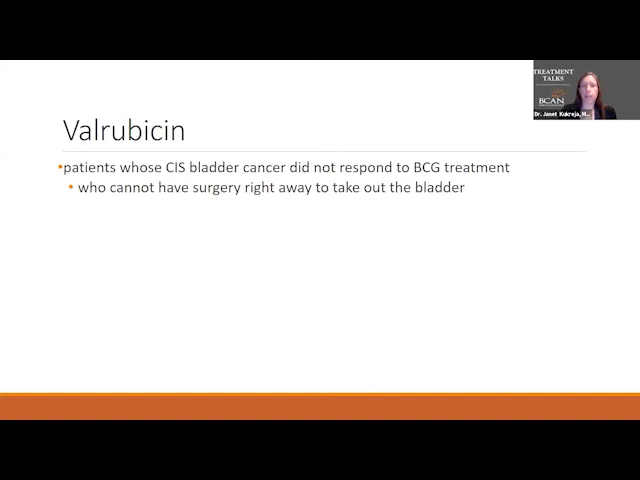 TREATMENT
TALKS
BCAN
Dr. Janet Kukreja, M...
Valrubicin
•patients whose CIS bladder cancer did not respond to BCG treatment
• who cannot have surgery right away to take out the bladder